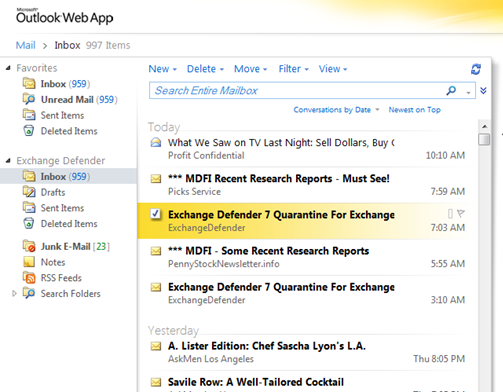 Microsoft
Outlook Web App
Mail > Inbox 997 Items
Favorites
Inbox (959)
Unread Mail (959)
Sent Items
Deleted Items
Exchange Defender
Inbox (959)
Drafts
Sent Items
Deleted Items
Junk E-Mail [23]
Notes
RSS Feeds
Search Folders
New Delete Move Filter View
Search Entire Mailbox
Conversations by Date Newest on Top
Today
What We Saw on TV Last Night: Sell Dollars, Buy C
Profit Confidential 10:10 AM
*** MDFI Recent Research Reports - Must See!
Picks Service 7:59 AM
Exchange Defender 7 Quarantine For Exchange
ExchangeDefender 7:03 AM
*** MDFI - Some Recent Research Reports
PennyStockNewsletter.info 5:55 AM
Exchange Defender 7 Quarantine For Exchange
ExchangeDefender 3:10 AM
Yesterday
A. Lister Edition: Chef Sascha Lyon's L.A.
AskMen Los Angeles Thu 8:05 PM
Savile Row: A Well-Tailored Cocktail